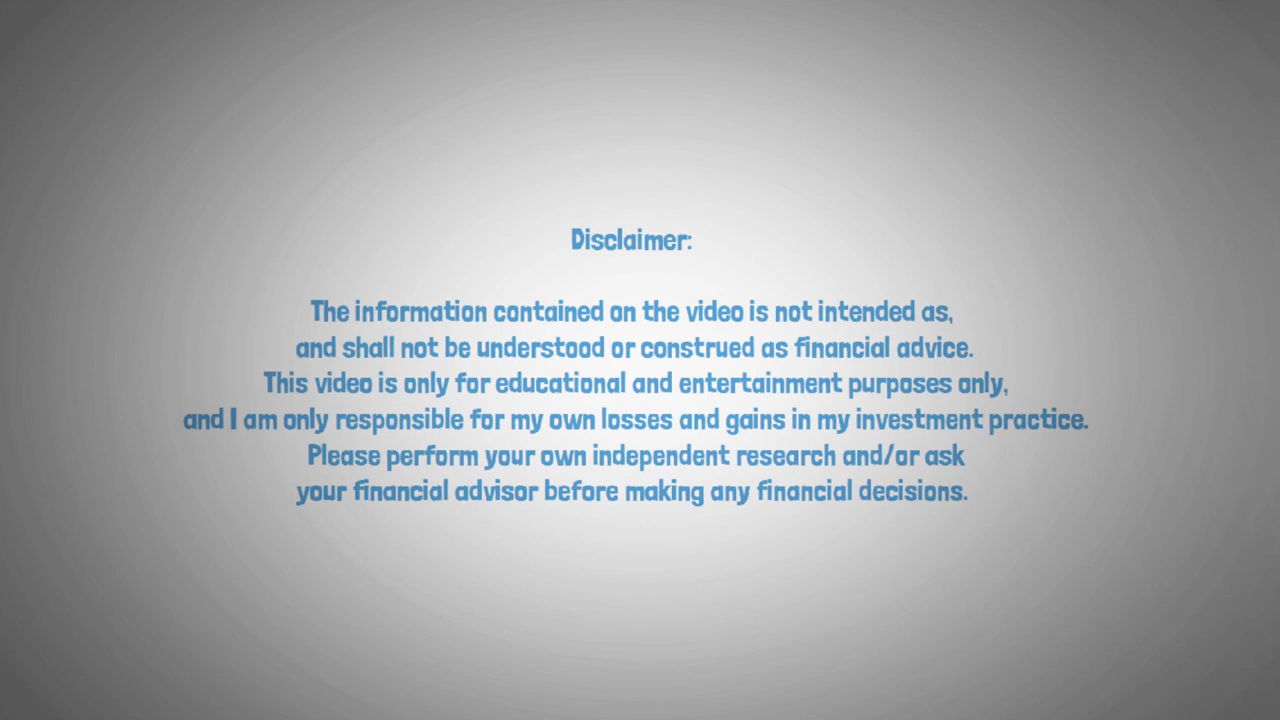 Disclaimer:
The information contained on the video is not intended as,
and shall not be understood or construed as financial advice.
This video is only for educational and entertainment purposes only,
and I am only responsible for my own losses and gains in my investment practice.
Please perform your own independent research and/or ask
your financial advisor before making any financial decisions.